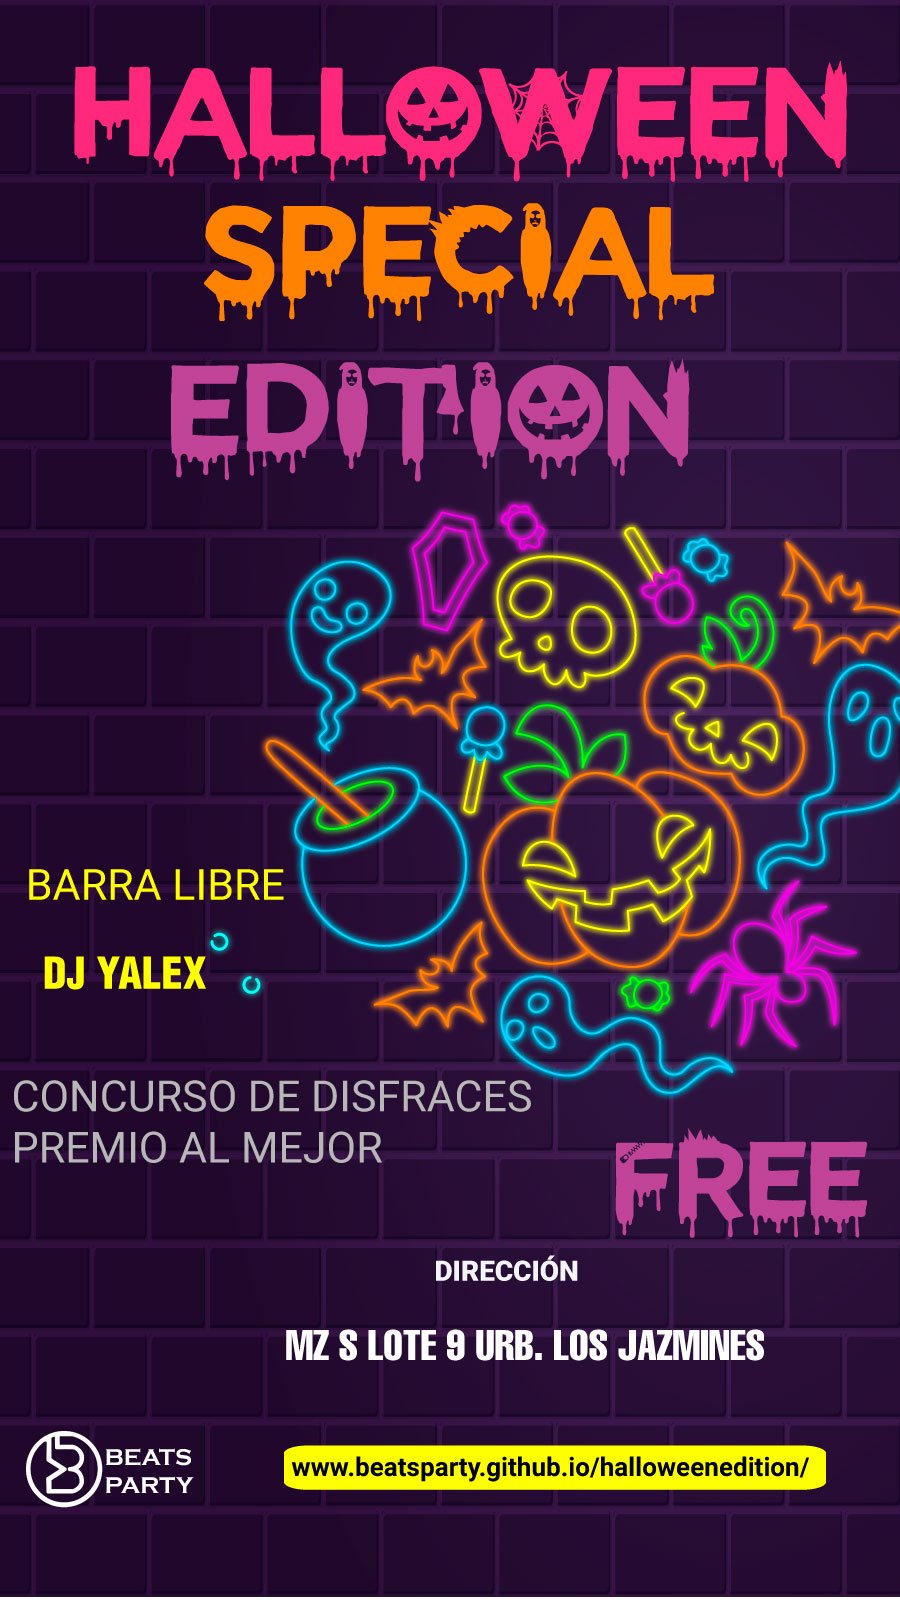 HALLOWEEN
SPECIAL
EDITION
BARRA LIBRE
DJ YALEX
CONCURSO DE DISFRACES
PREMIO AL MEJOR
FREE
DIRECCIÓN
MZ S LOTE 9 URB. LOS JAZMINES
BEATS
PARTY
www.beatsparty.github.io/halloweenedition/